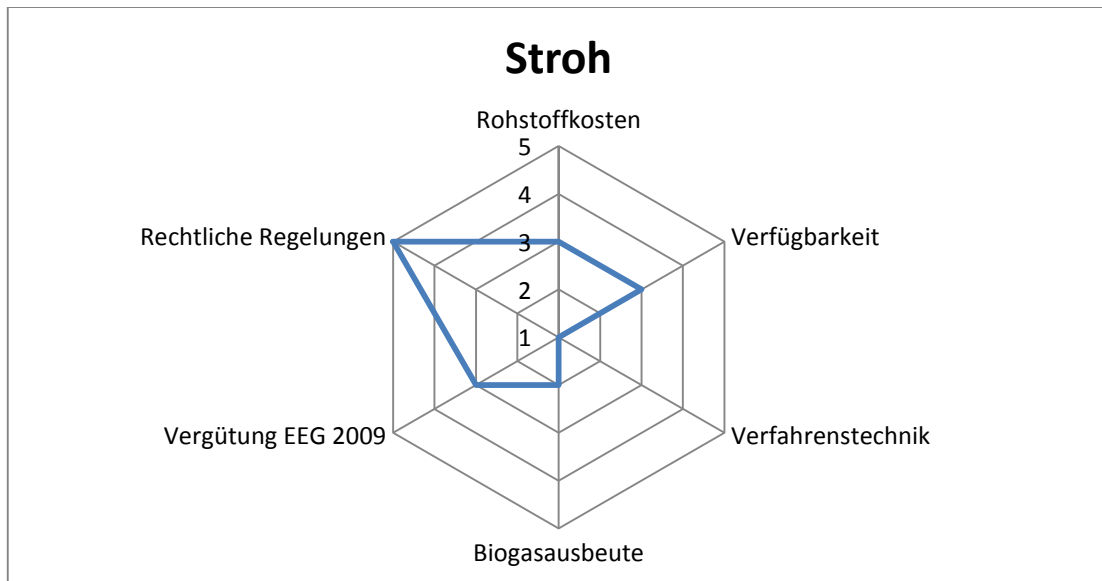 Stroh
Rohstoffkosten
5
4
Rechtliche Regelungen
3
Verfügbarkeit
2
1
Vergütung EEG 2009
Verfahrenstechnik
Biogasausbeute